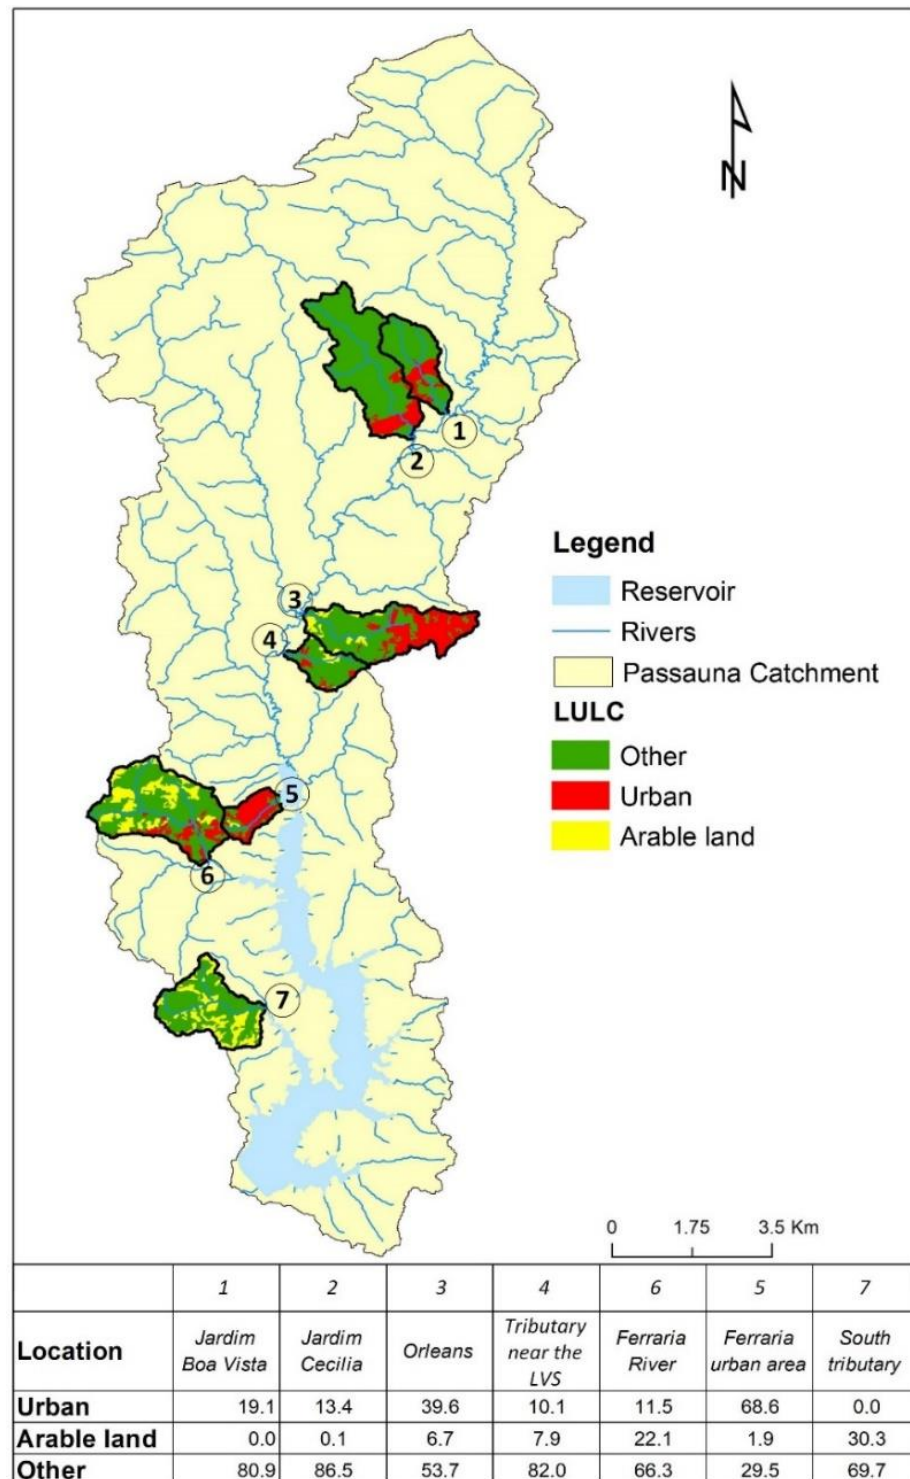 N
1
2
3
4
5
6
7
Legend
Reservoir
Rivers
Passauna Catchment
LULC
Other
Urban
Arable land
0 1.75 3.5 Km
1 2 3 4 6 5 7
Location Jardim Boa Vista Jardim Cecilia Orleans Tributary near the LVS Ferraria River Ferraria urban area South tributary
Urban 19.1 13.4 39.6 10.1 11.5 68.6 0.0
Arable land 0.0 0.1 6.7 7.9 22.1 1.9 30.3
Other 80.9 86.5 53.7 82.0 66.3 29.5 69.7